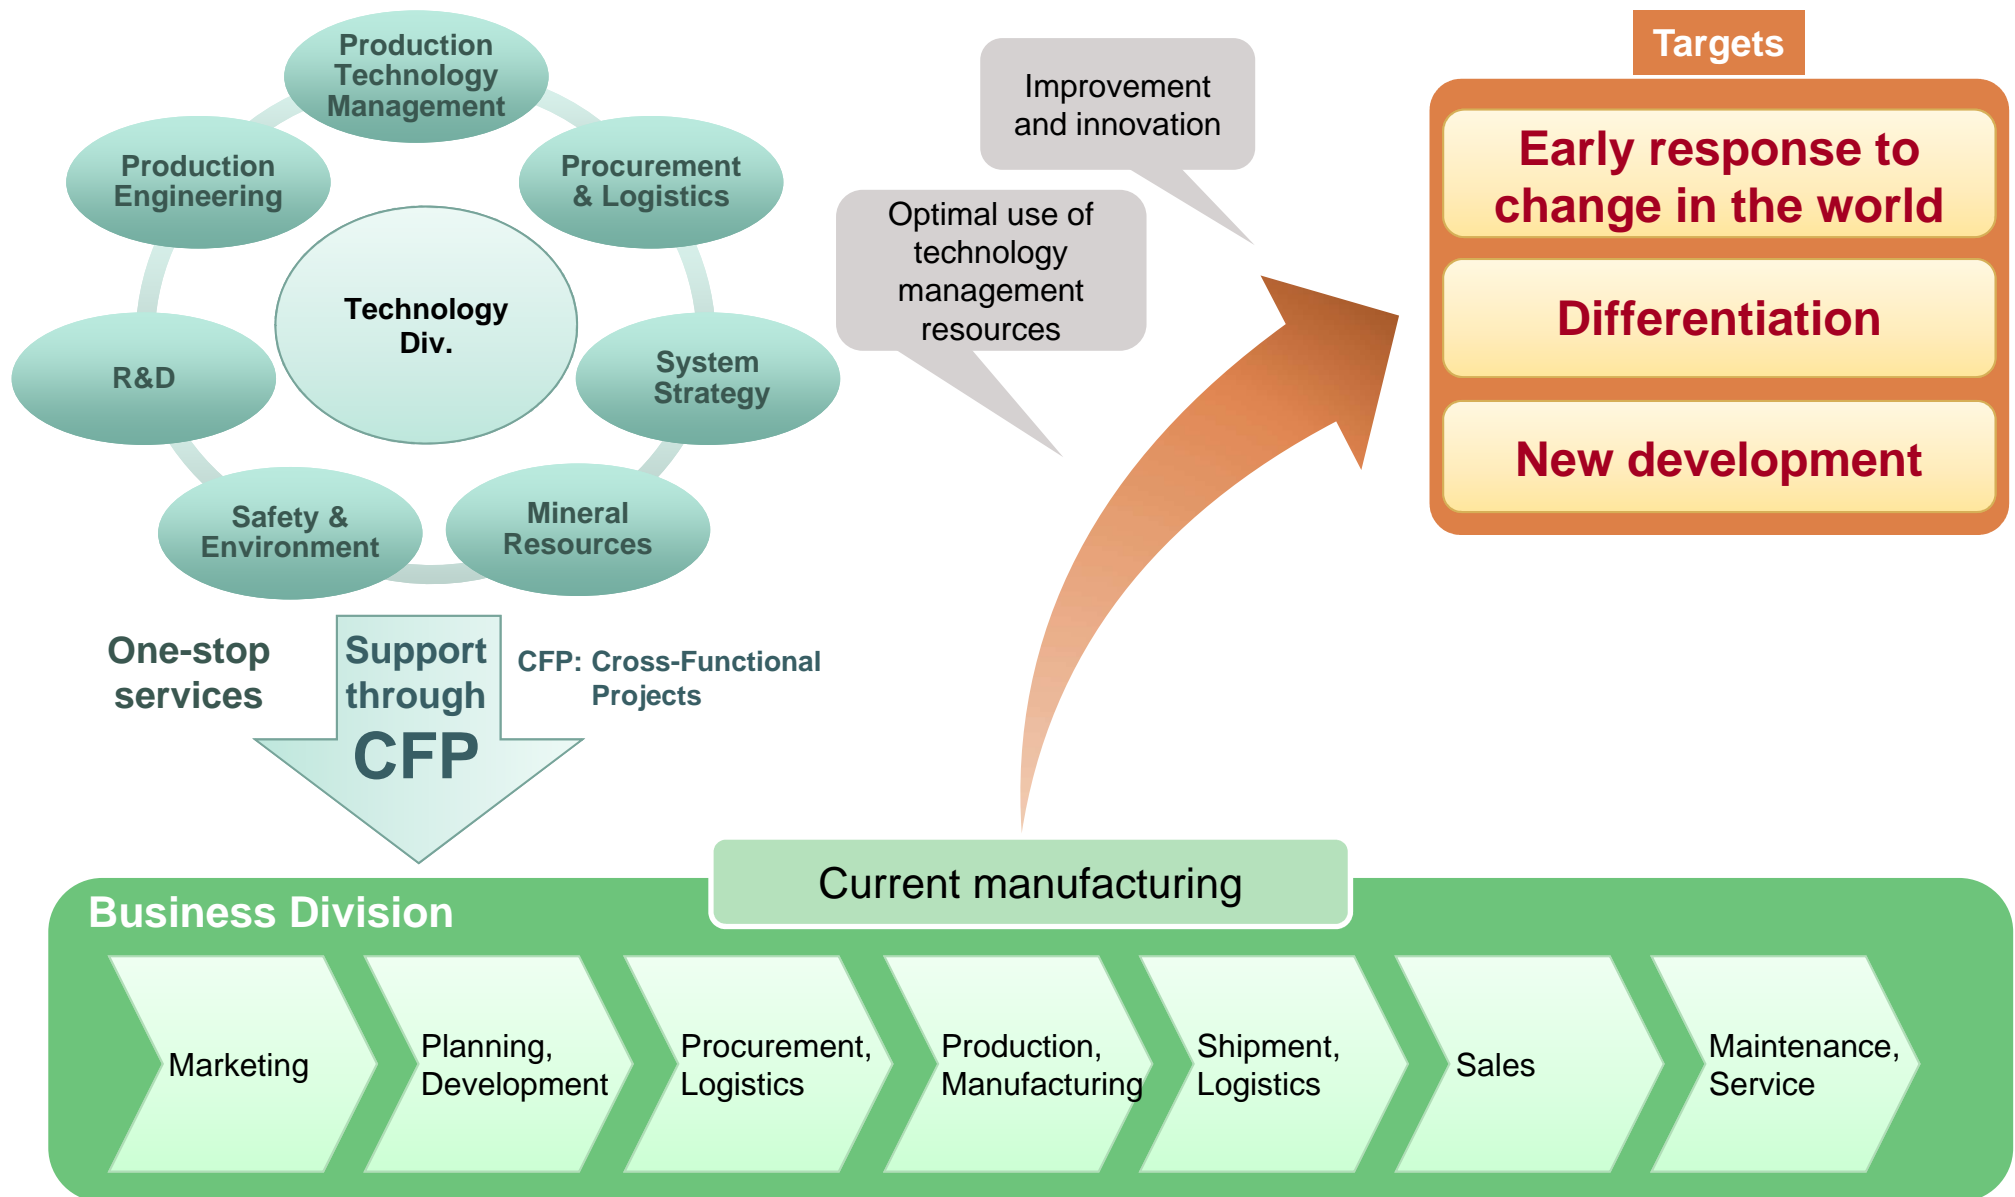 Production
Technology
Management
Production
Engineering
Procurement
& Logistics
Technology
Div.
R&D
System
Strategy
Safety &
Environment
Mineral
Resources
One-stop
services
Support
through
CFP
CFP: Cross-Functional
Projects
Improvement
and innovation
Optimal use of
technology
management
resources
Targets
Early response to
change in the world
Differentiation
New development
Current manufacturing
Business Division
Marketing
Planning,
Development
Procurement,
Logistics
Production,
Manufacturing
Shipment,
Logistics
Sales
Maintenance,
Service